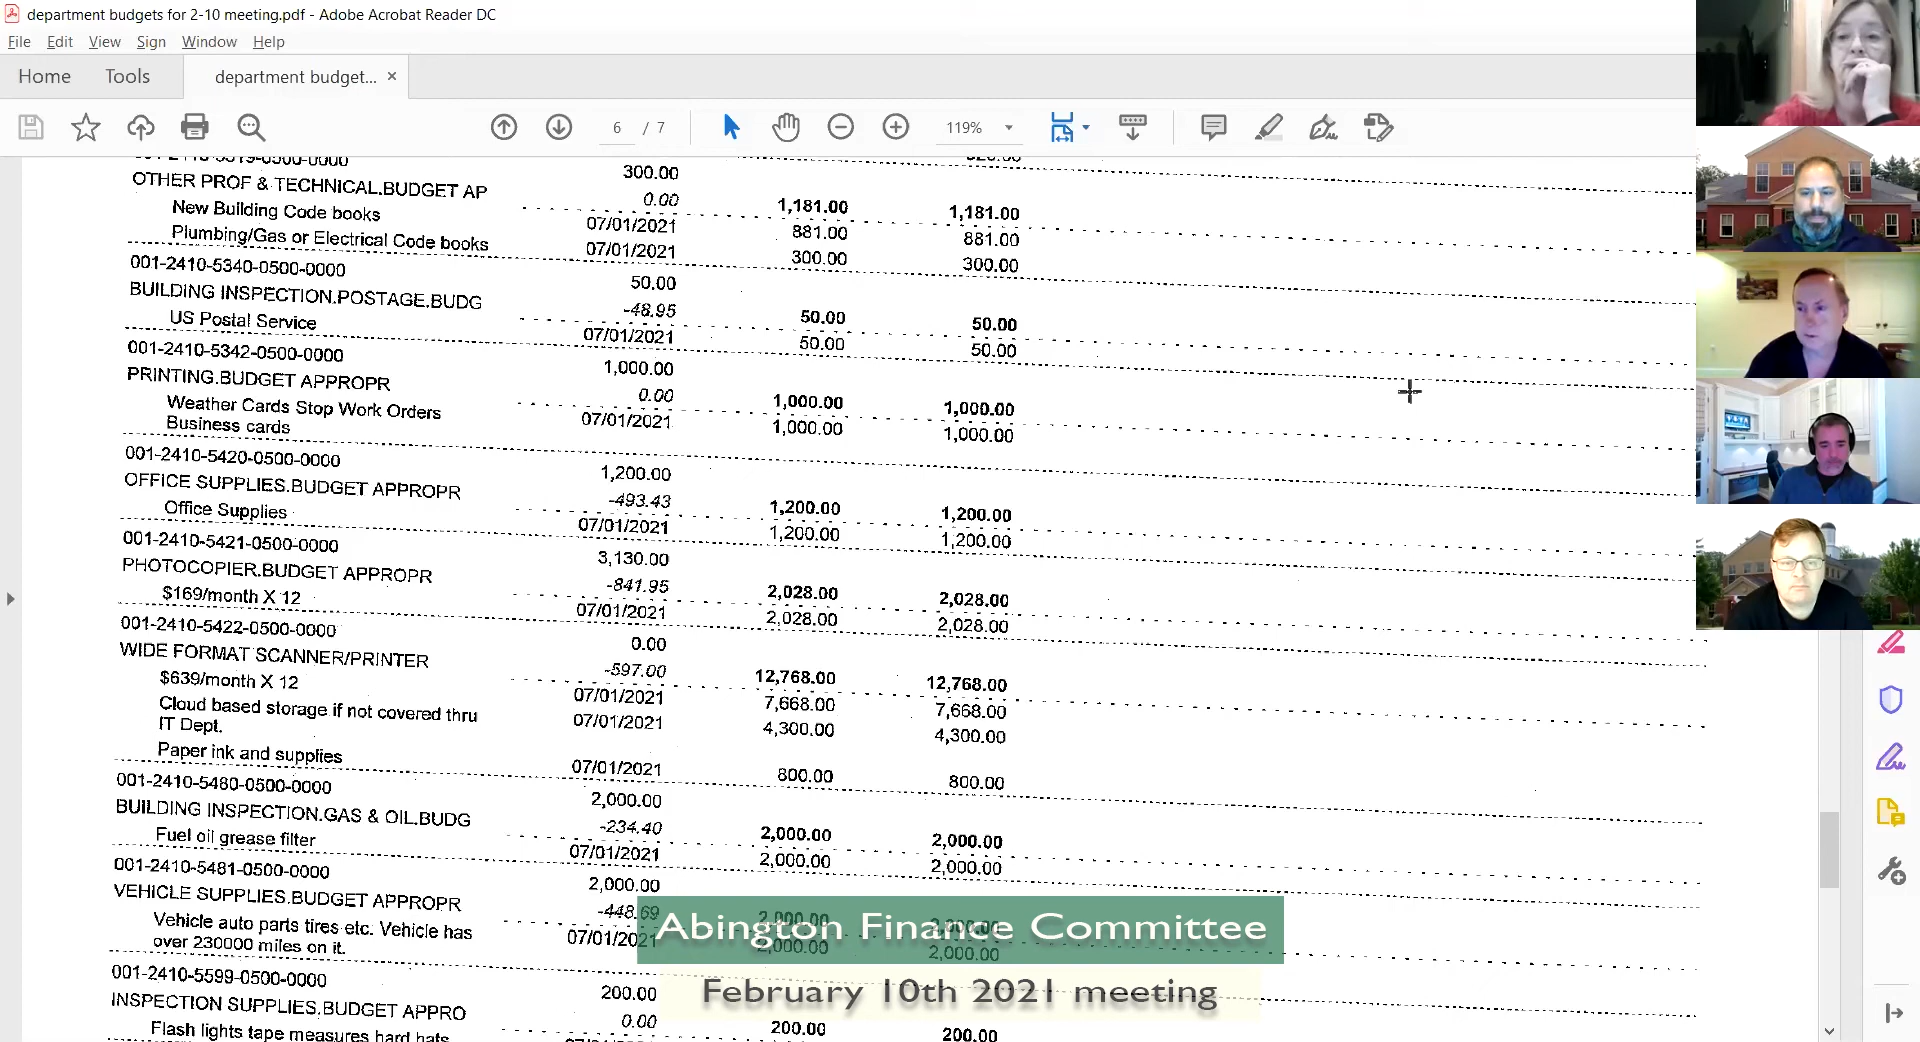 department budgets for 2-10 meeting.pdf - Adobe Acrobat Reader DC
File Edit View Sign Window Help
Home Tools department budget... ×
6 / 7 119%
300.00
OTHER PROF & TECHNICAL.BUDGET AP 0.00 1,181.00 1,181.00
New Building Code books 07/01/2021 881.00 881.00
Plumbing/Gas or Electrical Code books 07/01/2021 300.00 300.00
001-2410-5340-0500-0000 50.00
BUILDING INSPECTION.POSTAGE.BUDG -48.95 50.00 50.00
US Postal Service 07/01/2021 50.00 50.00
001-2410-5342-0500-0000 1,000.00
PRINTING.BUDGET APPROPR 0.00 1,000.00 1,000.00
Weather Cards Stop Work Orders 07/01/2021 1,000.00 1,000.00
Business cards
001-2410-5420-0500-0000 1,200.00
OFFICE SUPPLIES.BUDGET APPROPR -493.43 1,200.00 1,200.00
Office Supplies 07/01/2021 1,200.00 1,200.00
001-2410-5421-0500-0000 3,130.00
PHOTOCOPIER.BUDGET APPROPR -841.95 2,028.00 2,028.00
$169/month X 12 07/01/2021 2,028.00 2,028.00
001-2410-5422-0500-0000 0.00
WIDE FORMAT SCANNER/PRINTER -597.00 12,768.00 12,768.00
$639/month X 12 07/01/2021 7,668.00 7,668.00
Cloud based storage if not covered thru 07/01/2021 4,300.00 4,300.00
IT Dept.
Paper ink and supplies 07/01/2021 800.00 800.00
001-2410-5480-0500-0000 2,000.00
BUILDING INSPECTION.GAS & OIL.BUDG -234.40 2,000.00 2,000.00
Fuel oil grease filter 07/01/2021 2,000.00 2,000.00
001-2410-5481-0500-0000 2,000.00
VEHICLE SUPPLIES.BUDGET APPROPR -448.69 2,000.00 2,000.00
Vehicle auto parts tires etc. Vehicle has 07/01/2021 2,000.00 2,000.00
over 230000 miles on it.
Abington Finance Committee
001-2410-5599-0500-0000 200.00
INSPECTION SUPPLIES.BUDGET APPRO 0.00 200.00 200.00
Flash lights tape measures hard hats
February 10th 2021 meeting